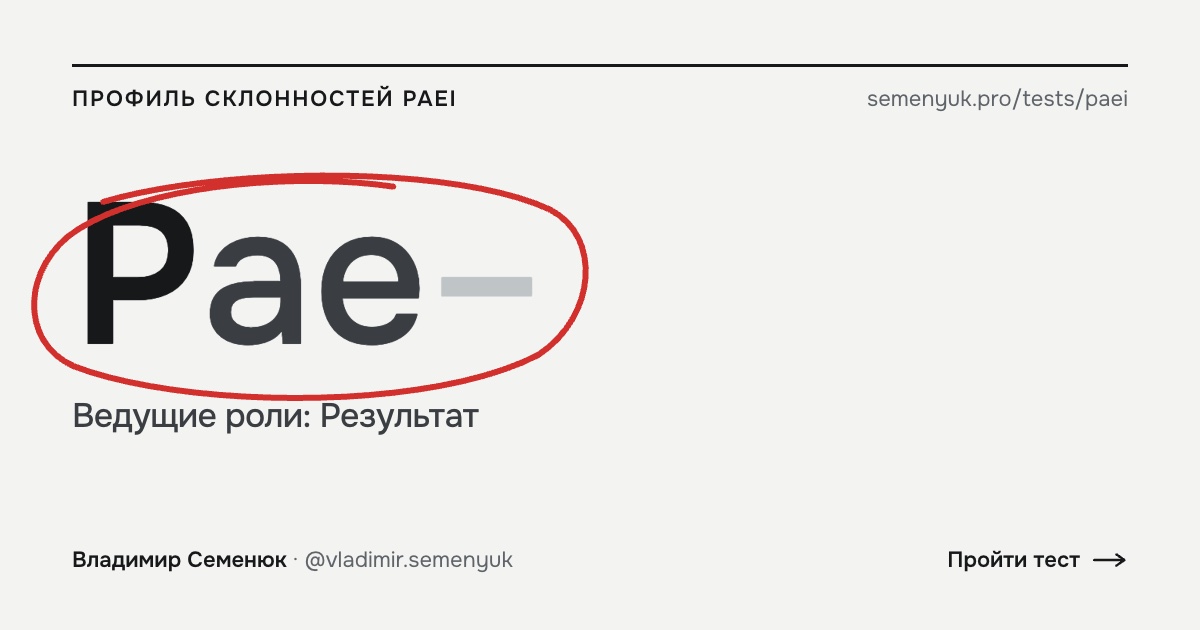 ПРОФИЛЬ СКЛОННОСТЕЙ PAEI
semenyuk.pro/tests/paei
Pae–
Ведущие роли: Результат
Владимир Семенюк · @vladimir.semenyuk
Пройти тест →